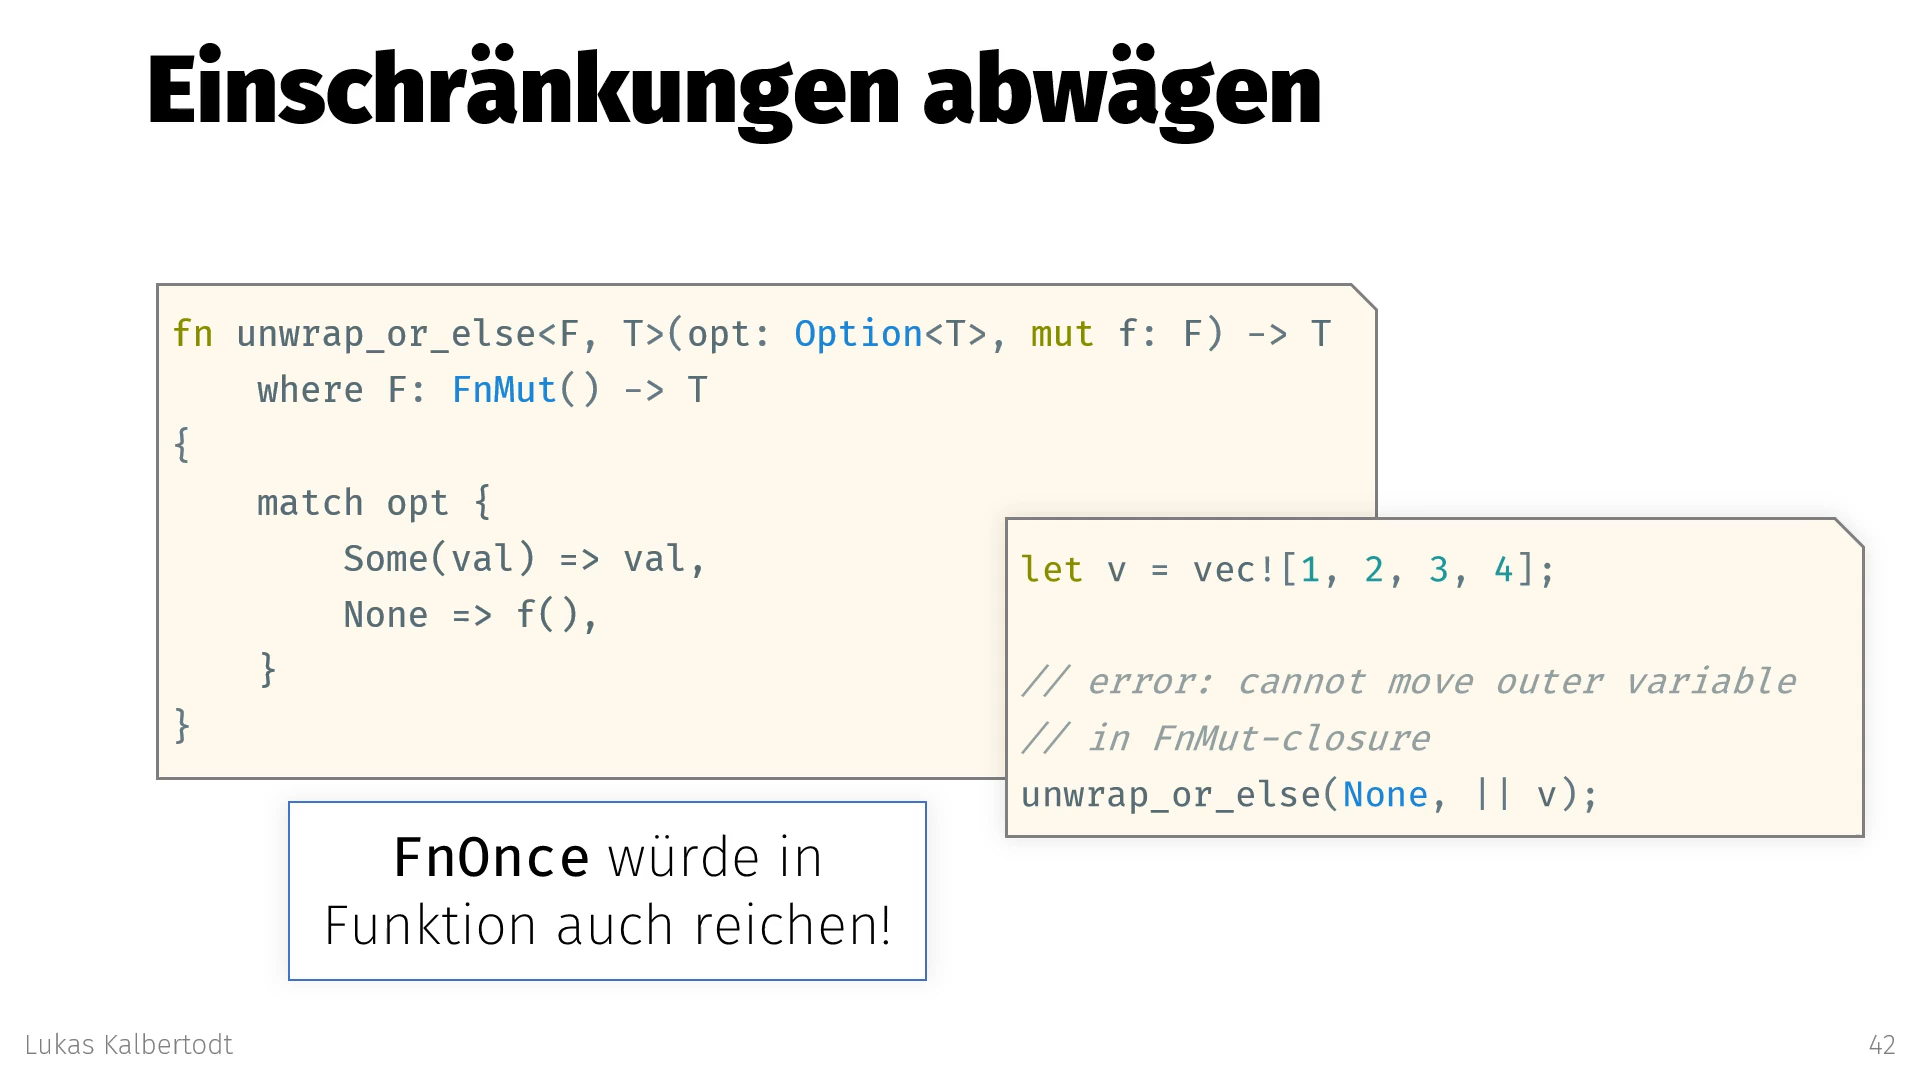 Einschränkungen abwägen
fn unwrap_or_else<F, T>(opt: Option<T>, mut f: F) -> T
    where F: FnMut() -> T
{
    match opt {
        Some(val) => val,
        None => f(),
    }
}
let v = vec![1, 2, 3, 4];
// error: cannot move outer variable
// in FnMut-closure
unwrap_or_else(None, || v);
FnOnce würde in
Funktion auch reichen!
Lukas Kalbertodt
42